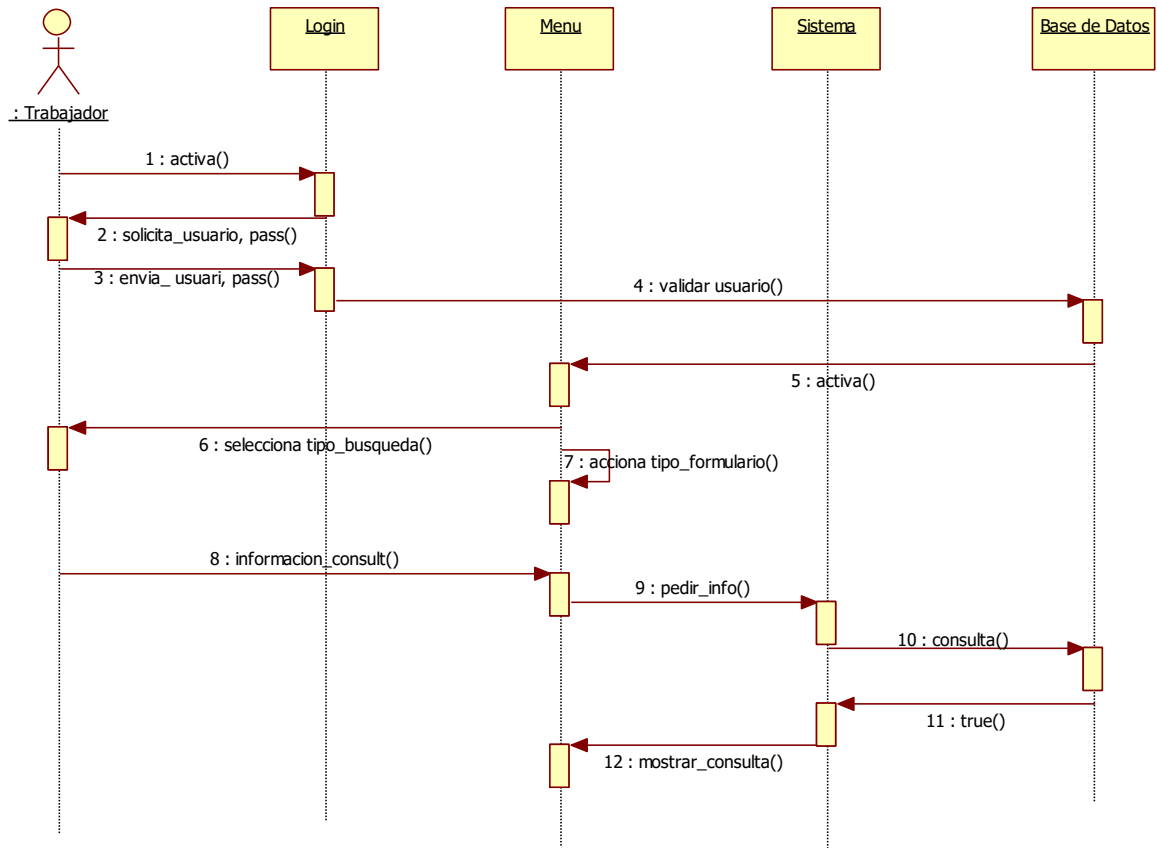 Login
Menu
Sistema
Base de Datos
: Trabajador
1 : activa()
2 : solicita_usuario, pass()
3 : envia_ usuari, pass()
4 : validar usuario()
5 : activa()
6 : selecciona tipo_busqueda()
7 : acciona tipo_formulario()
8 : informacion_consult()
9 : pedir_info()
10 : consulta()
11 : true()
12 : mostrar_consulta()